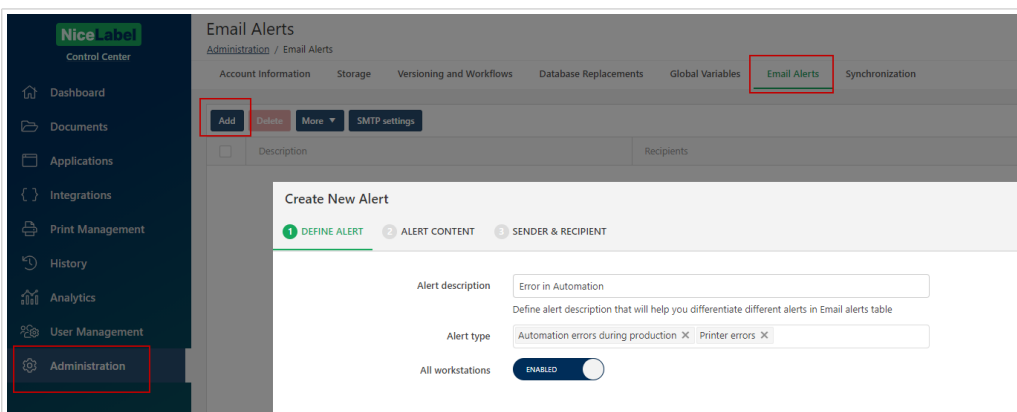 NiceLabel
Control Center
Dashboard
Documents
Applications
Integrations
Print Management
History
Analytics
User Management
Administration
Email Alerts
Administration / Email Alerts
Account Information Storage Versioning and Workflows Database Replacements Global Variables Email Alerts Synchronization
Add Delete More SMTP settings
Description Recipients
Create New Alert
1 DEFINE ALERT 2 ALERT CONTENT 3 SENDER & RECIPIENT
Alert description Error in Automation
Define alert description that will help you differentiate different alerts in Email alerts table
Alert type Automation errors during production × Printer errors ×
All workstations ENABLED